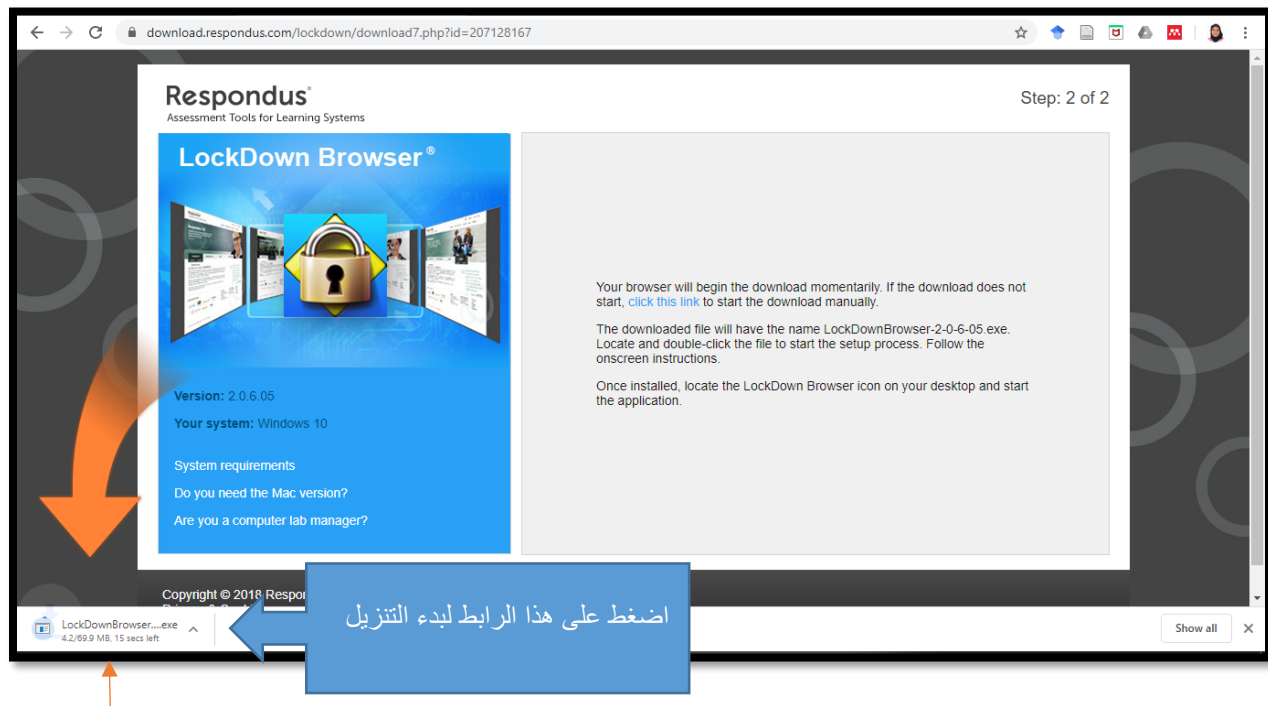 download.respondus.com/lockdown/download7.php?id=207128167
Respondus®
Assessment Tools for Learning Systems
Step: 2 of 2
LockDown Browser®
Version: 2.0.6.05
Your system: Windows 10
System requirements
Do you need the Mac version?
Are you a computer lab manager?
Your browser will begin the download momentarily. If the download does not
start, click this link to start the download manually.
The downloaded file will have the name LockDownBrowser-2-0-6-05.exe.
Locate and double-click the file to start the setup process. Follow the
onscreen instructions.
Once installed, locate the LockDown Browser icon on your desktop and start
the application.
Copyright © 2018 Respon
اضغط على هذا الرابط لبدء التنزيل
LockDownBrowser....exe
4.2/69.9 MB, 15 secs left
Show all